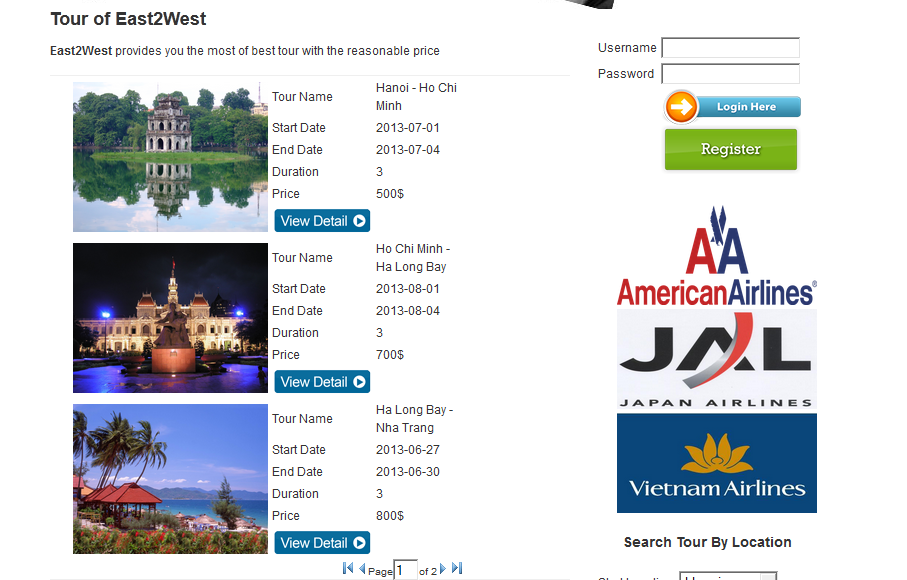 Tour of East2West
East2West provides you the most of best tour with the reasonable price
Tour Name Hanoi - Ho Chi
Minh
Start Date 2013-07-01
End Date 2013-07-04
Duration 3
Price 500$
View Detail
Tour Name Ho Chi Minh -
Ha Long Bay
Start Date 2013-08-01
End Date 2013-08-04
Duration 3
Price 700$
View Detail
Tour Name Ha Long Bay -
Nha Trang
Start Date 2013-06-27
End Date 2013-06-30
Duration 3
Price 800$
View Detail
Page 1 of 2
Username
Password
Login Here
Register
AA
AmericanAirlines®
JAL
JAPAN AIRLINES
Vietnam Airlines
Search Tour By Location